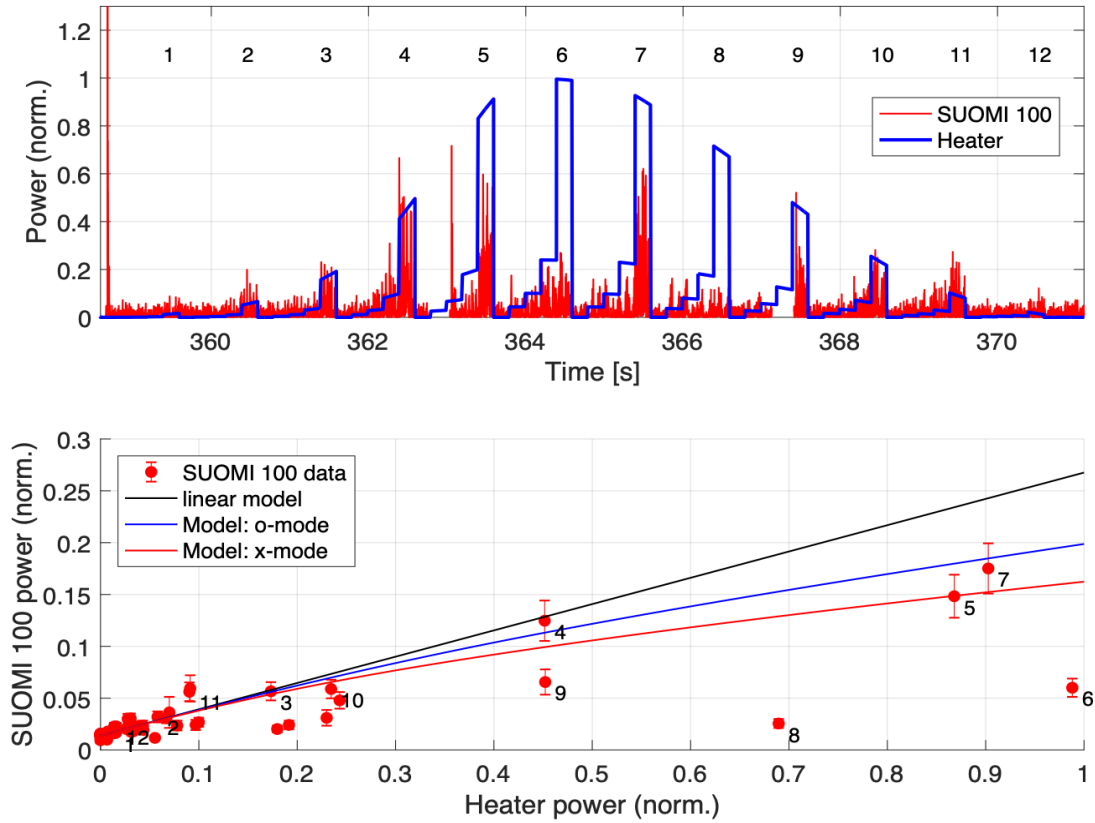 1.2
1
0.8
0.6
0.4
0.2
0
Power (norm.)
1 2 3 4 5 6 7 8 9 10 11 12
SUOMI 100
Heater
360 362 364 366 368 370
Time [s]
0.3
0.25
0.2
0.15
0.1
0.05
0
SUOMI 100 power (norm.)
SUOMI 100 data
linear model
Model: o-mode
Model: x-mode
7
5
4
11
3
10
9
6
2
8
12
1
0 0.1 0.2 0.3 0.4 0.5 0.6 0.7 0.8 0.9 1
Heater power (norm.)